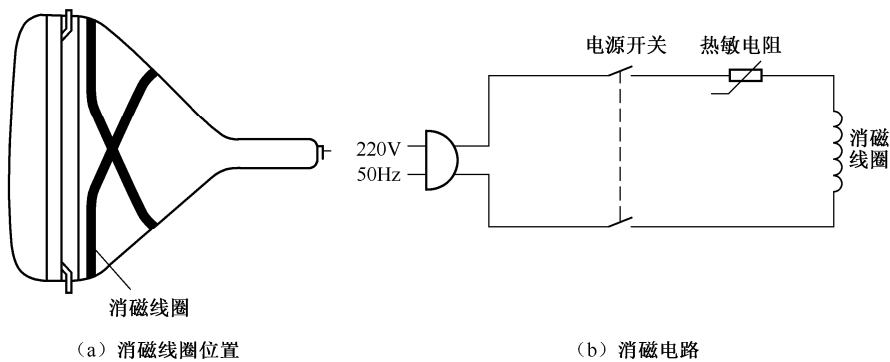 电源开关
热敏电阻
220V
50Hz
消磁
线圈
消磁线圈
（a）消磁线圈位置
（b）消磁电路